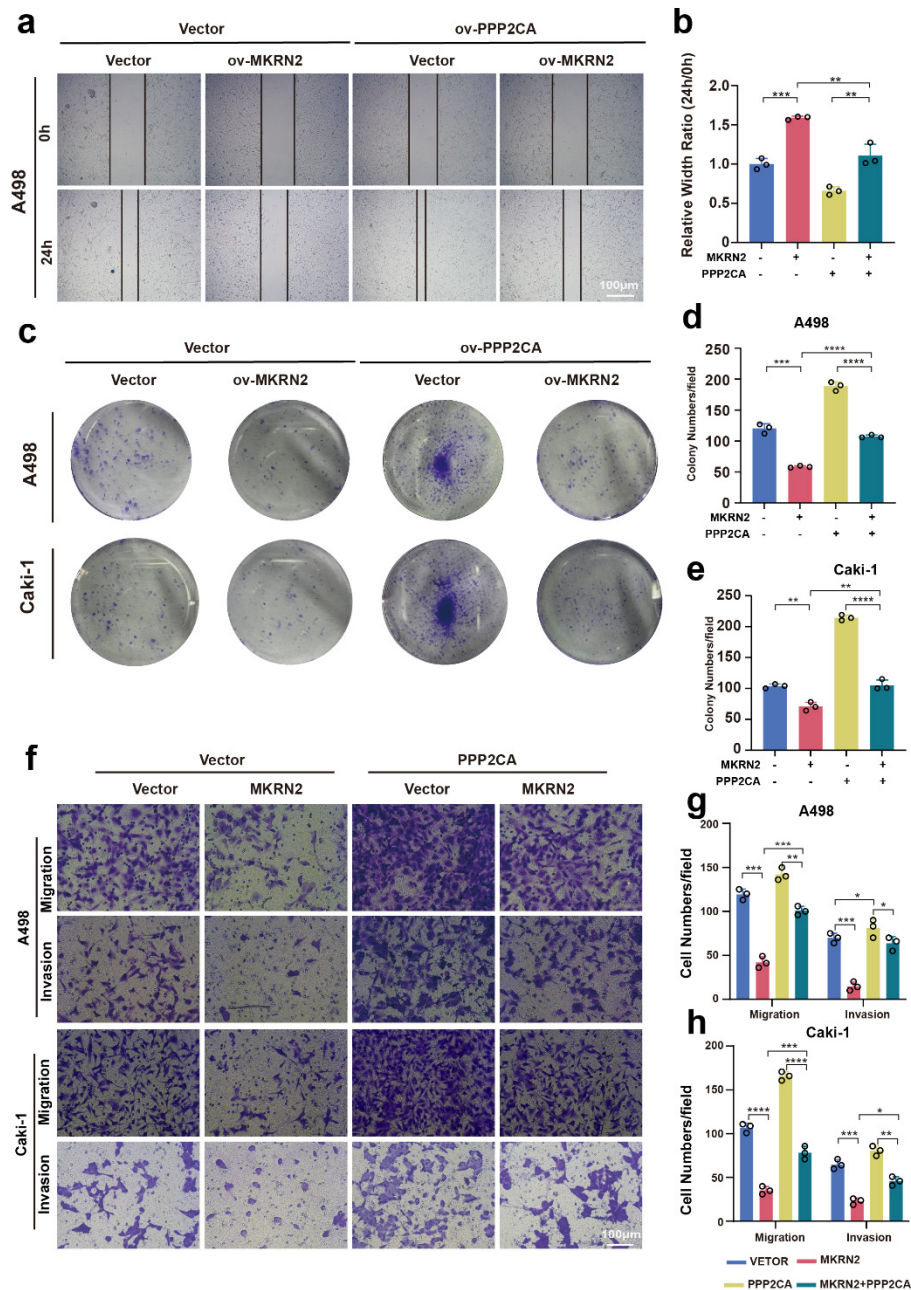 a
Vector
ov-PPP2CA
Vector
ov-MKRN2
Vector
ov-MKRN2
A498
0h
24h
100μm
b
Relative Width Ratio (24h/0h)
2.0
1.5
1.0
0.5
0.0
***
**
**
MKRN2 - + - +
PPP2CA - - + +
c
Vector
ov-PPP2CA
Vector
ov-MKRN2
Vector
ov-MKRN2
A498
Caki-1
d
A498
Colony Numbers/field
250
200
150
100
50
0
***
****
****
MKRN2 - + - +
PPP2CA - - + +
e
Caki-1
Colony Numbers/field
250
200
150
100
50
0
**
**
****
MKRN2 - + - +
PPP2CA - - + +
f
Vector
PPP2CA
Vector
MKRN2
Vector
MKRN2
A498
Migration
Invasion
Caki-1
Migration
Invasion
100μm
g
A498
Cell Numbers/field
200
150
100
50
0
***
***
**
*
***
*
Migration
Invasion
h
Caki-1
Cell Numbers/field
200
150
100
50
0
****
***
****
*
***
**
Migration
Invasion
VETOR
MKRN2
PPP2CA
MKRN2+PPP2CA